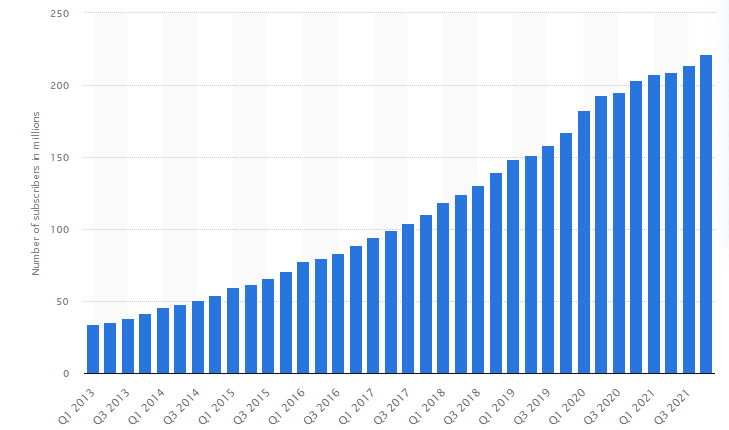 250
200
150
100
50
0
Number of subscribers in millions
Q1 2013
Q3 2013
Q1 2014
Q3 2014
Q1 2015
Q3 2015
Q1 2016
Q3 2016
Q1 2017
Q3 2017
Q1 2018
Q3 2018
Q1 2019
Q3 2019
Q1 2020
Q3 2020
Q1 2021
Q3 2021